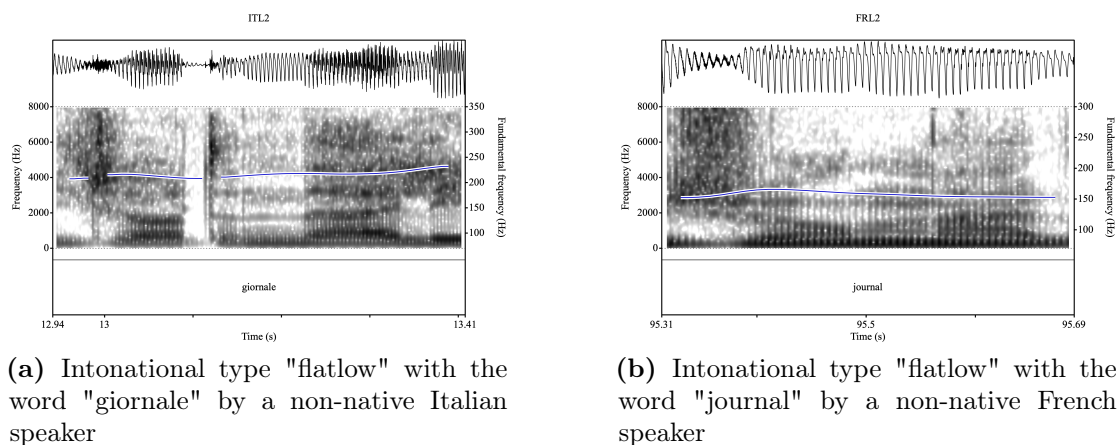 ITL2
8000
6000
4000
2000
0
Frequency (Hz)
350
300
250
200
150
100
Fundamental frequency (Hz)
giornale
12.94
13
13.41
Time (s)
(a) Intonational type "flatlow" with the
word "giornale" by a non-native Italian
speaker
FRL2
8000
6000
4000
2000
0
Frequency (Hz)
300
250
200
150
100
Fundamental frequency (Hz)
journal
95.31
95.5
95.69
Time (s)
(b) Intonational type "flatlow" with the
word "journal" by a non-native French
speaker